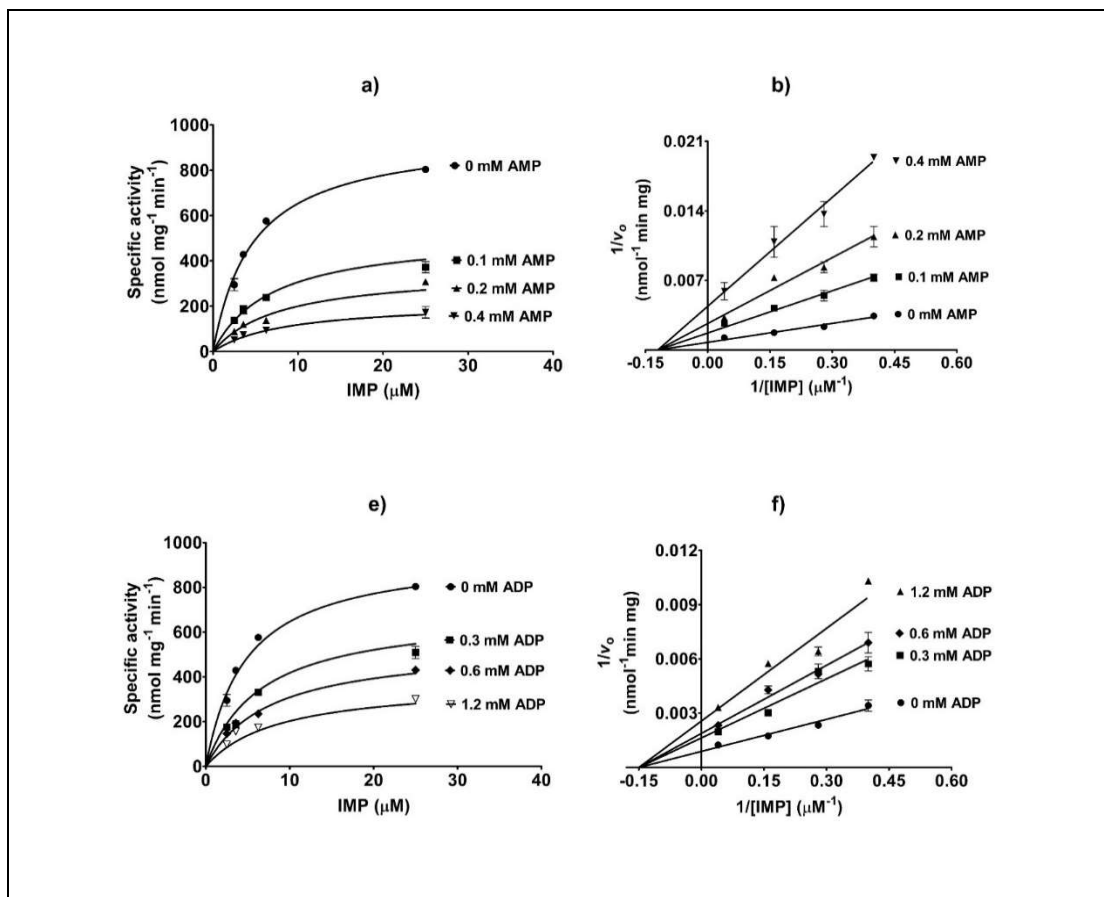 a)
Specific activity
(nmol mg-1 min-1)
1000
800
600
400
200
0
0 10 20 30 40
IMP (μM)
0 mM AMP
0.1 mM AMP
0.2 mM AMP
0.4 mM AMP
b)
1/vo
(nmol-1 min mg)
0.021
0.014
0.007
-0.15 0.00 0.15 0.30 0.45 0.60
1/[IMP] (μM-1)
0.4 mM AMP
0.2 mM AMP
0.1 mM AMP
0 mM AMP
e)
Specific activity
(nmol mg-1 min-1)
1000
800
600
400
200
0
0 10 20 30 40
IMP (μM)
0 mM ADP
0.3 mM ADP
0.6 mM ADP
1.2 mM ADP
f)
1/vo
(nmol-1min mg)
0.012
0.009
0.006
0.003
-0.15 0.00 0.15 0.30 0.45 0.60
1/[IMP] (μM-1)
1.2 mM ADP
0.6 mM ADP
0.3 mM ADP
0 mM ADP